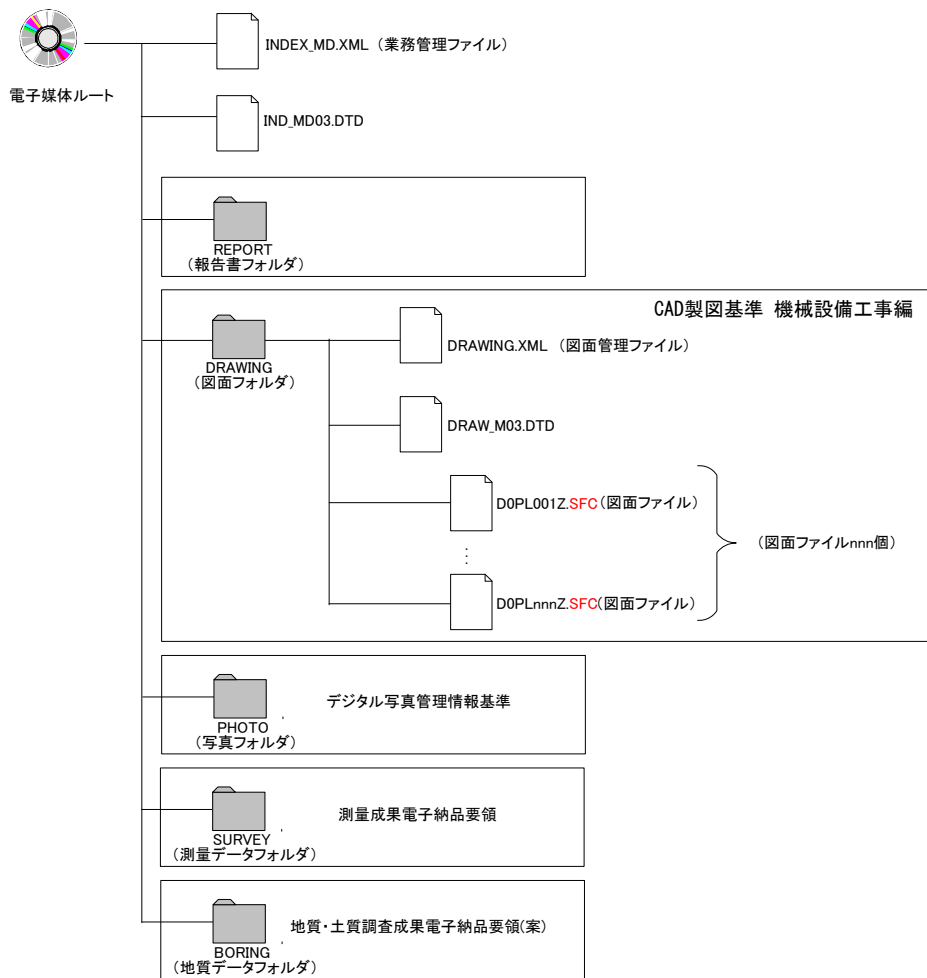 INDEX_MD.XML (業務管理ファイル)
電子媒体ルート
IND_MD03.DTD
REPORT
(報告書フォルダ)
CAD製図基準 機械設備工事編
DRAWING.XML (図面管理ファイル)
DRAWING
(図面フォルダ)
DRAW_M03.DTD
D0PL001Z.SFC(図面ファイル)
(図面ファイルnnn個)
D0PLnnnZ.SFC(図面ファイル)
デジタル写真管理情報基準
PHOTO
(写真フォルダ)
測量成果電子納品要領
SURVEY
(測量データフォルダ)
地質・土質調査成果電子納品要領(案)
BORING
(地質データフォルダ)